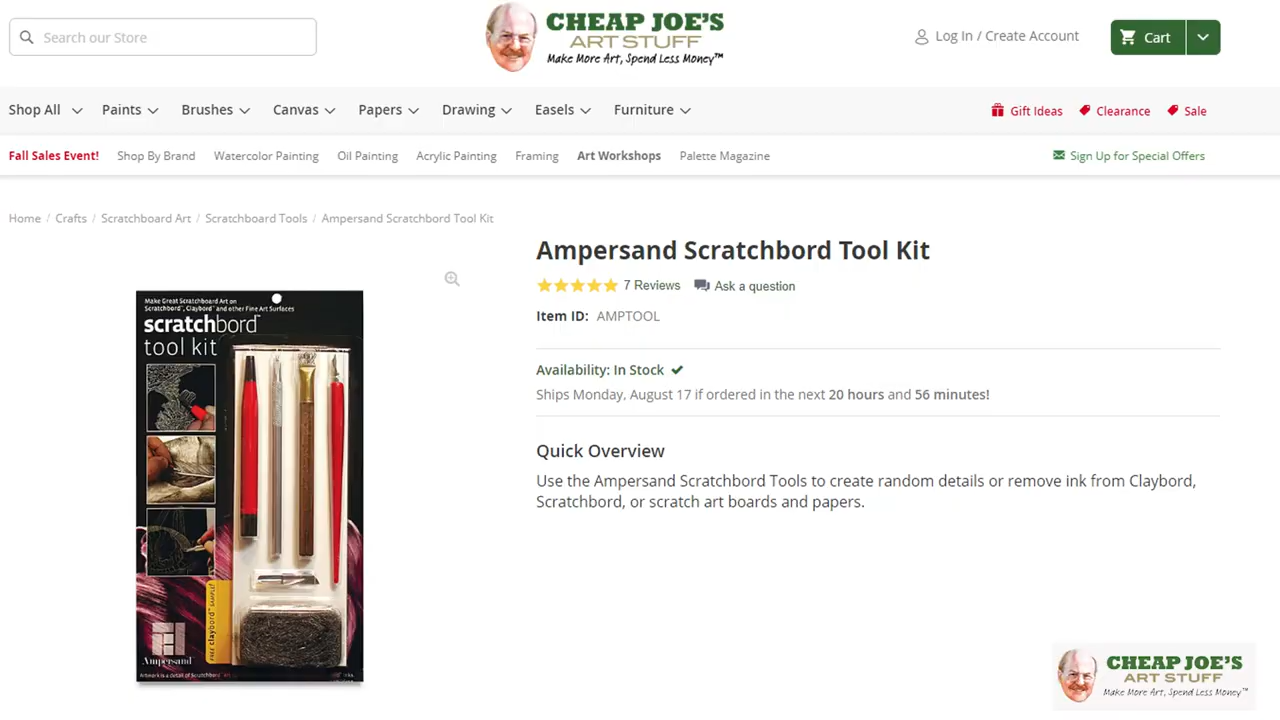 Search our Store
CHEAP JOE'S
ART STUFF
Make More Art, Spend Less Money™
Log In / Create Account
Cart
Shop All
Paints
Brushes
Canvas
Papers
Drawing
Easels
Furniture
Gift Ideas
Clearance
Sale
Fall Sales Event!
Shop By Brand
Watercolor Painting
Oil Painting
Acrylic Painting
Framing
Art Workshops
Palette Magazine
Sign Up for Special Offers
Home / Crafts / Scratchboard Art / Scratchboard Tools / Ampersand Scratchbord Tool Kit
Make Great Scratchboard Art on
Scratchbord™, Claybord™ and other Fine Art Surfaces
scratchbord™
tool kit
FREE claybord™ SAMPLE!
Ampersand™
Ampersand Scratchbord Tool Kit
7 Reviews
Ask a question
Item ID: AMPTOOL
Availability: In Stock
Ships Monday, August 17 if ordered in the next 20 hours and 56 minutes!
Quick Overview
Use the Ampersand Scratchbord Tools to create random details or remove ink from Claybord,
Scratchbord, or scratch art boards and papers.
CHEAP JOE'S
ART STUFF
Make More Art, Spend Less Money™